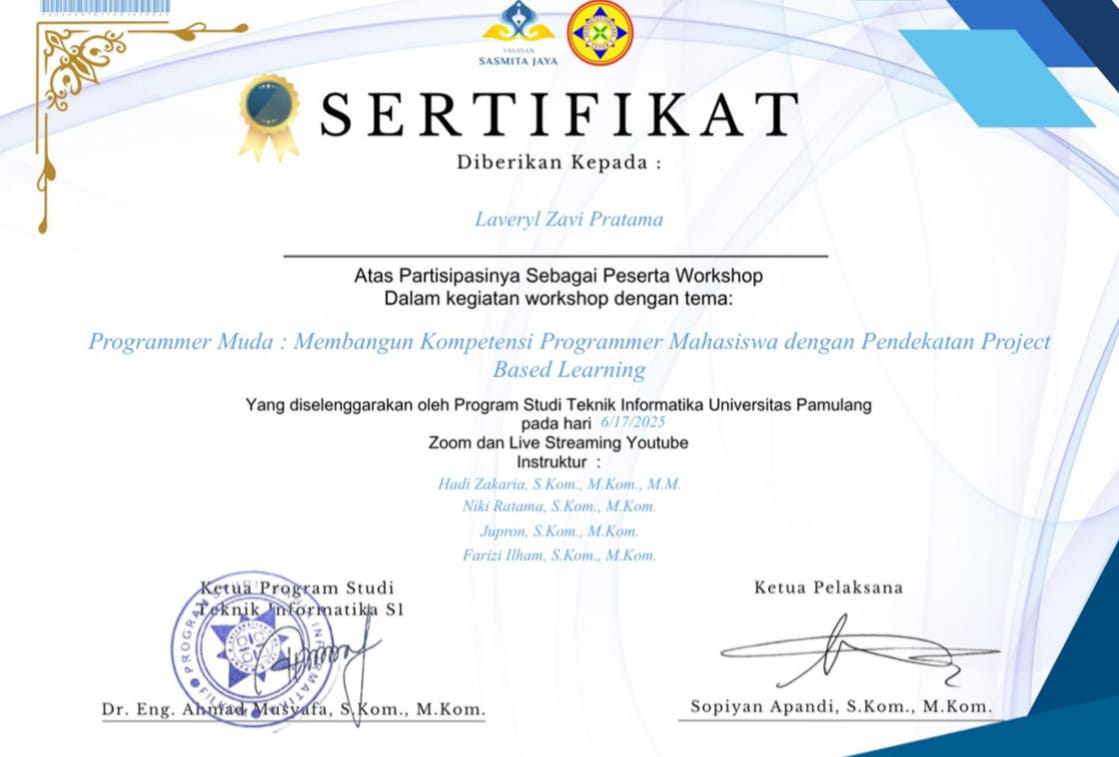 YAYASAN
SASMITA JAYA
SERTIFIKAT
Diberikan Kepada :
Laveryl Zavi Pratama
Atas Partisipasinya Sebagai Peserta Workshop
Dalam kegiatan workshop dengan tema:
Programmer Muda : Membangun Kompetensi Programmer Mahasiswa dengan Pendekatan Project
Based Learning
Yang diselenggarakan oleh Program Studi Teknik Informatika Universitas Pamulang
pada hari 6/17/2025
Zoom dan Live Streaming Youtube
Instruktur :
Hadi Zakaria, S.Kom., M.Kom., M.M.
Niki Ratama, S.Kom., M.Kom.
Jupron, S.Kom., M.Kom.
Farizi Ilham, S.Kom., M.Kom.
Ketua Program Studi
Teknik Informatika S1
Dr. Eng. Ahmad Musyafa, S.Kom., M.Kom.
Ketua Pelaksana
Sopiyan Apandi, S.Kom., M.Kom.